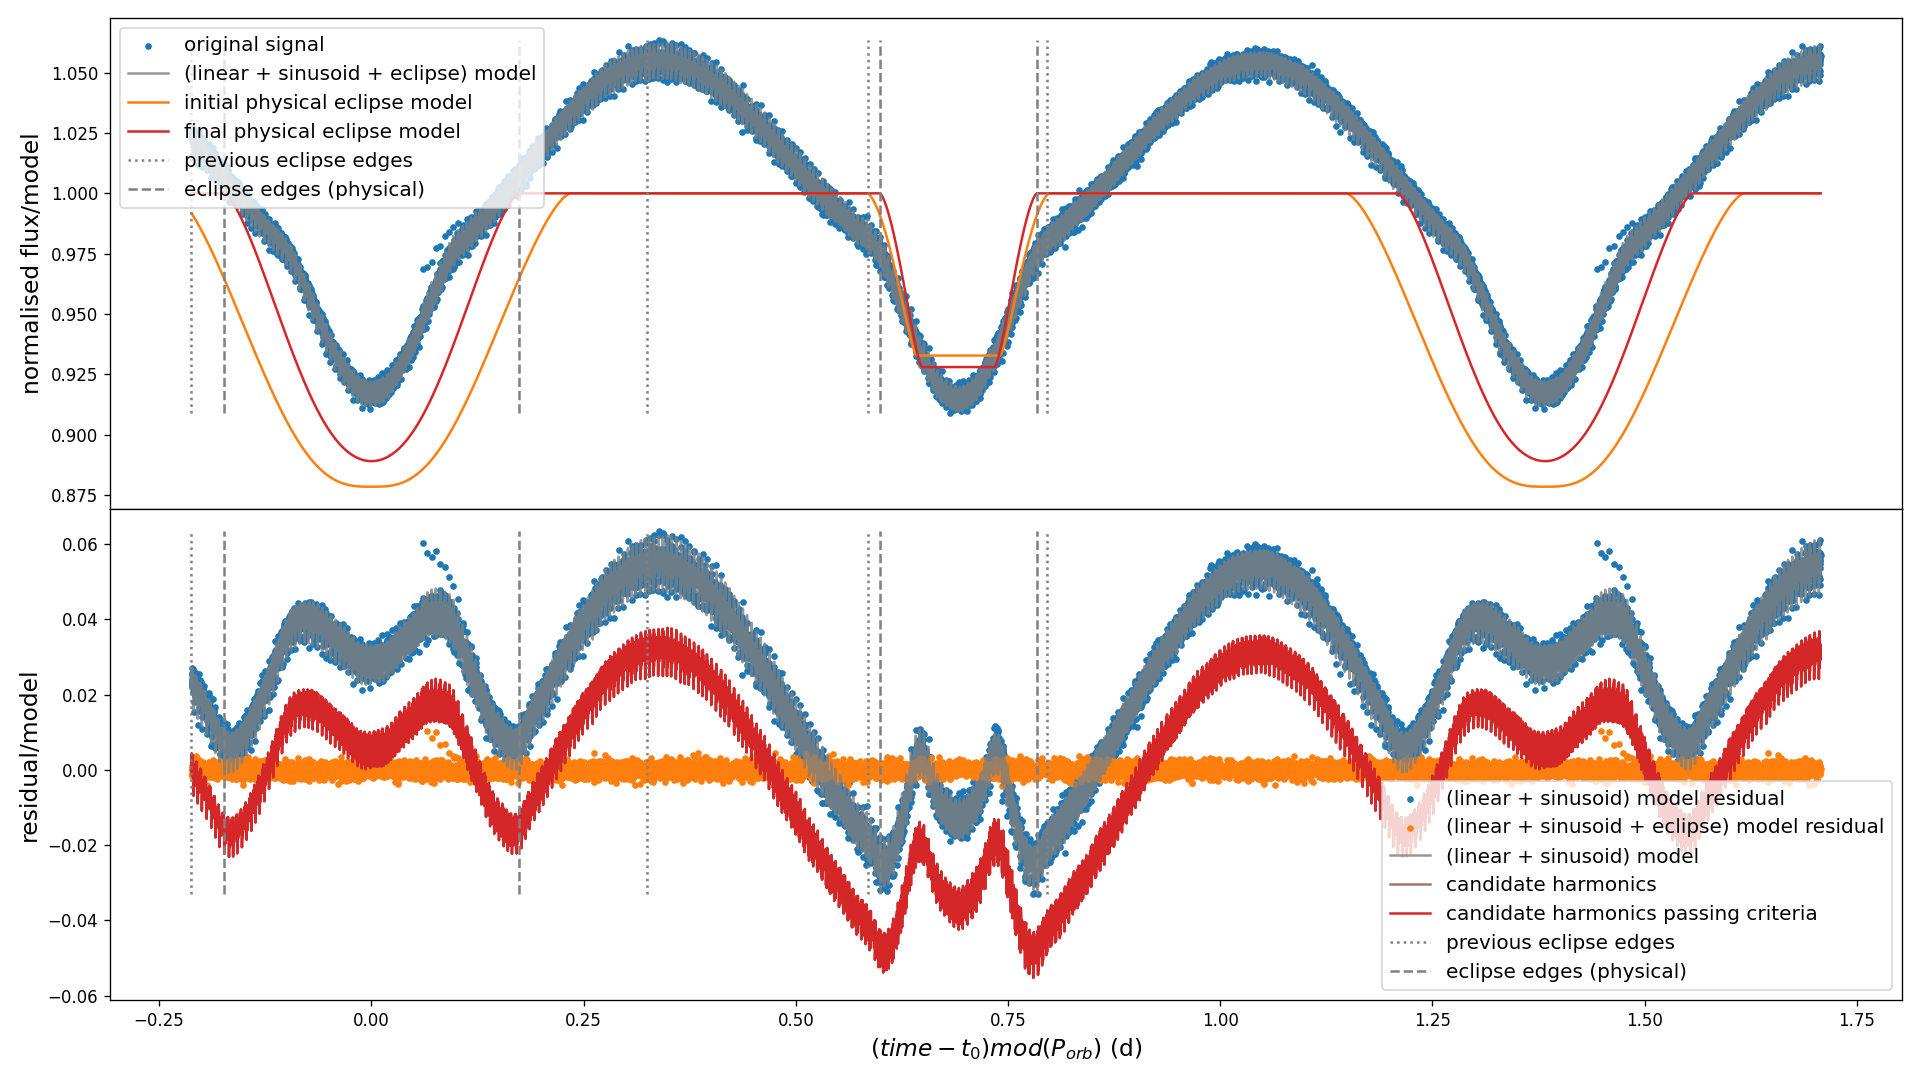 original signal
(linear + sinusoid + eclipse) model
initial physical eclipse model
final physical eclipse model
previous eclipse edges
eclipse edges (physical)
normalised flux/model
1.050
1.025
1.000
0.975
0.950
0.925
0.900
0.875
residual/model
0.06
0.04
0.02
0.00
−0.02
−0.04
−0.06
(linear + sinusoid) model residual
(linear + sinusoid + eclipse) model residual
(linear + sinusoid) model
candidate harmonics
candidate harmonics passing criteria
previous eclipse edges
eclipse edges (physical)
−0.25 0.00 0.25 0.50 0.75 1.00 1.25 1.50 1.75
(time − t₀)mod(P_orb) (d)